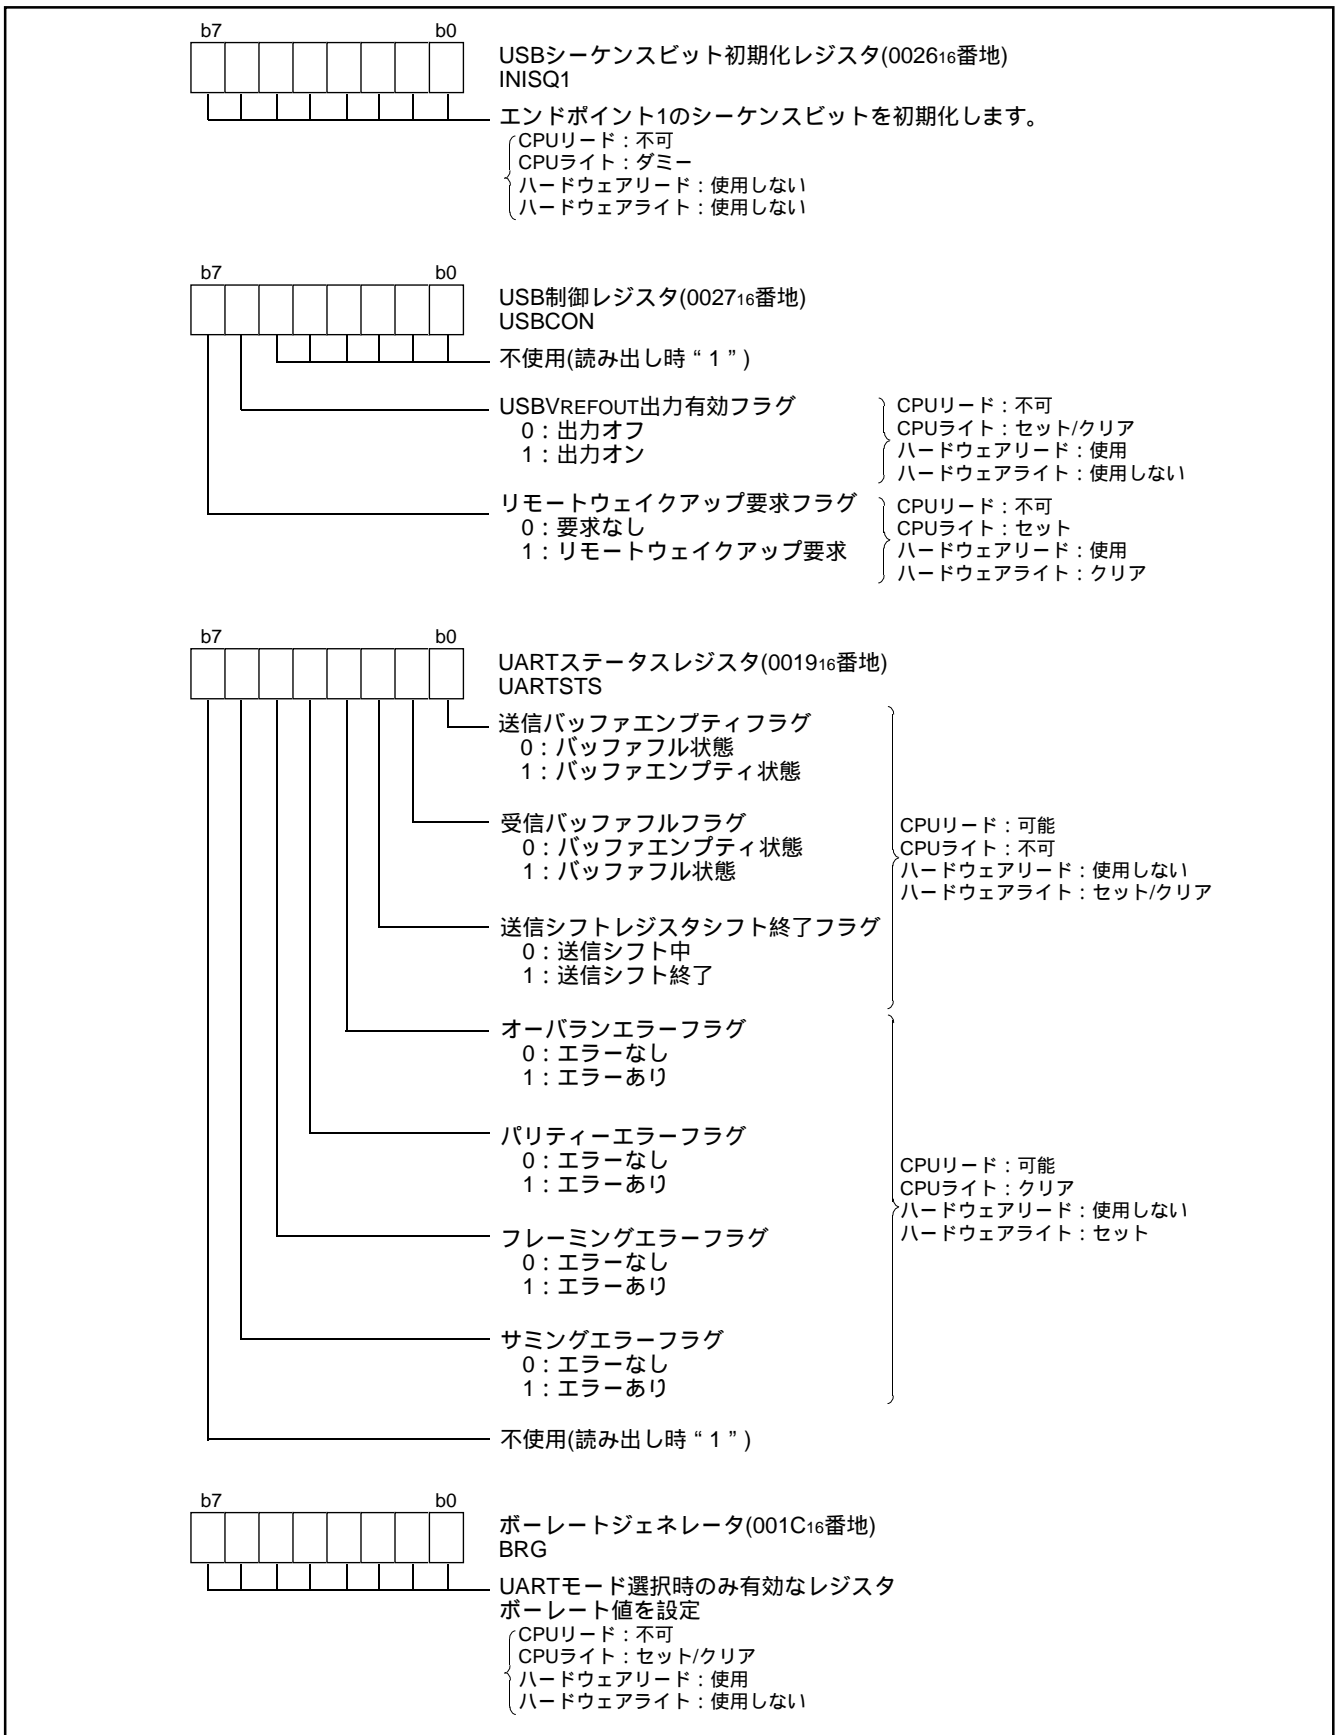 b7 b0
USBシーケンスビット初期化レジスタ(002616番地)
INISQ1
エンドポイント1のシーケンスビットを初期化します。
CPUリード：不可
CPUライト：ダミー
ハードウェアリード：使用しない
ハードウェアライト：使用しない
b7 b0
USB制御レジスタ(002716番地)
USBCON
不使用(読み出し時“1”)
USBVREFOUT出力有効フラグ
0：出力オフ
1：出力オン
CPUリード：不可
CPUライト：セット/クリア
ハードウェアリード：使用
ハードウェアライト：使用しない
リモートウェイクアップ要求フラグ
0：要求なし
1：リモートウェイクアップ要求
CPUリード：不可
CPUライト：セット
ハードウェアリード：使用
ハードウェアライト：クリア
b7 b0
UARTステータスレジスタ(001916番地)
UARTSTS
送信バッファエンプティフラグ
0：バッファフル状態
1：バッファエンプティ状態
受信バッファフルフラグ
0：バッファエンプティ状態
1：バッファフル状態
送信シフトレジスタシフト終了フラグ
0：送信シフト中
1：送信シフト終了
CPUリード：可能
CPUライト：不可
ハードウェアリード：使用しない
ハードウェアライト：セット/クリア
オーバランエラーフラグ
0：エラーなし
1：エラーあり
パリティーエラーフラグ
0：エラーなし
1：エラーあり
フレーミングエラーフラグ
0：エラーなし
1：エラーあり
サミングエラーフラグ
0：エラーなし
1：エラーあり
CPUリード：可能
CPUライト：クリア
ハードウェアリード：使用しない
ハードウェアライト：セット
不使用(読み出し時“1”)
b7 b0
ボーレートジェネレータ(001C16番地)
BRG
UARTモード選択時のみ有効なレジスタ
ボーレート値を設定
CPUリード：不可
CPUライト：セット/クリア
ハードウェアリード：使用
ハードウェアライト：使用しない